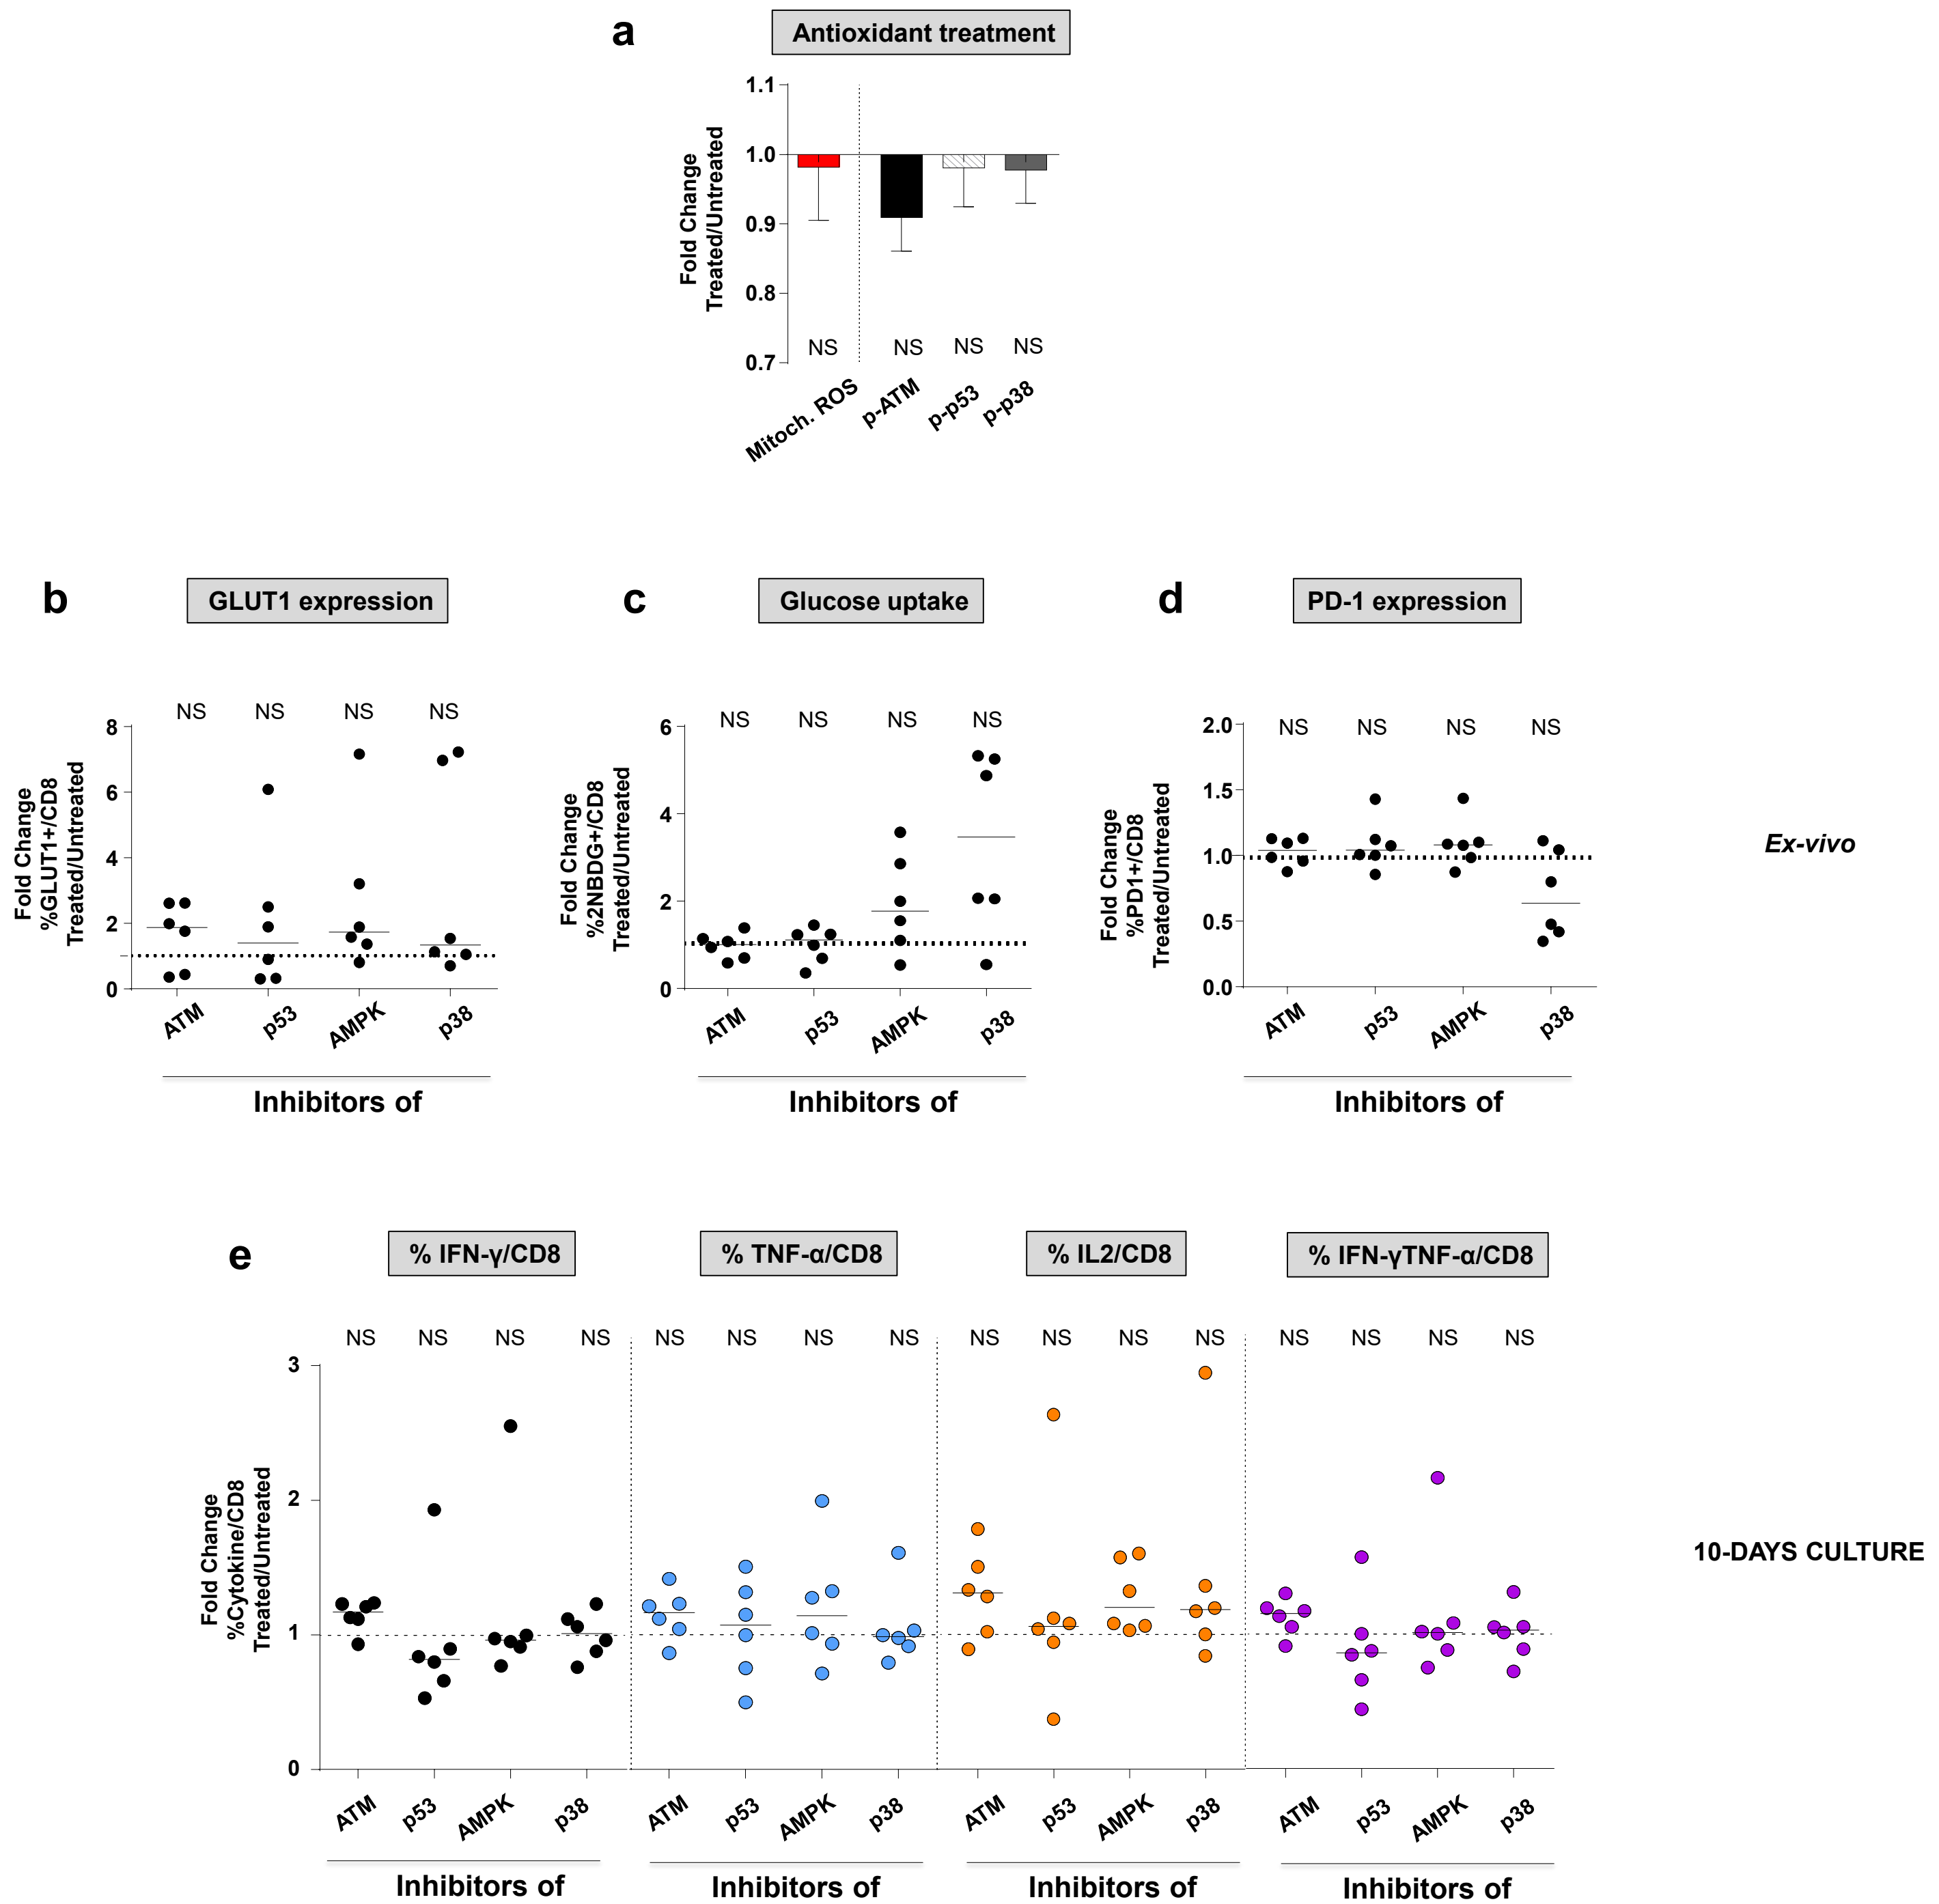 a
Antioxidant treatment
Fold Change
Treated/Untreated
1.1
1.0
0.9
0.8
0.7
NS NS NS NS
Mitoch. ROS p-ATM p-p53 p-p38
b
GLUT1 expression
Fold Change
%GLUT1+/CD8
Treated/Untreated
8
6
4
2
0
NS NS NS NS
ATM p53 AMPK p38
Inhibitors of
c
Glucose uptake
Fold Change
%2NBDG+/CD8
Treated/Untreated
6
4
2
0
NS NS NS NS
ATM p53 AMPK p38
Inhibitors of
d
PD-1 expression
Fold Change
%PD1+/CD8
Treated/Untreated
2.0
1.5
1.0
0.5
0.0
NS NS NS NS
ATM p53 AMPK p38
Inhibitors of
Ex-vivo
e
% IFN-γ/CD8 % TNF-α/CD8 % IL2/CD8 % IFN-γTNF-α/CD8
NS NS NS NS NS NS NS NS NS NS NS NS NS NS NS NS
Fold Change
%Cytokine/CD8
Treated/Untreated
3
2
1
0
ATM p53 AMPK p38 ATM p53 AMPK p38 ATM p53 AMPK p38 ATM p53 AMPK p38
Inhibitors of Inhibitors of Inhibitors of Inhibitors of
10-DAYS CULTURE